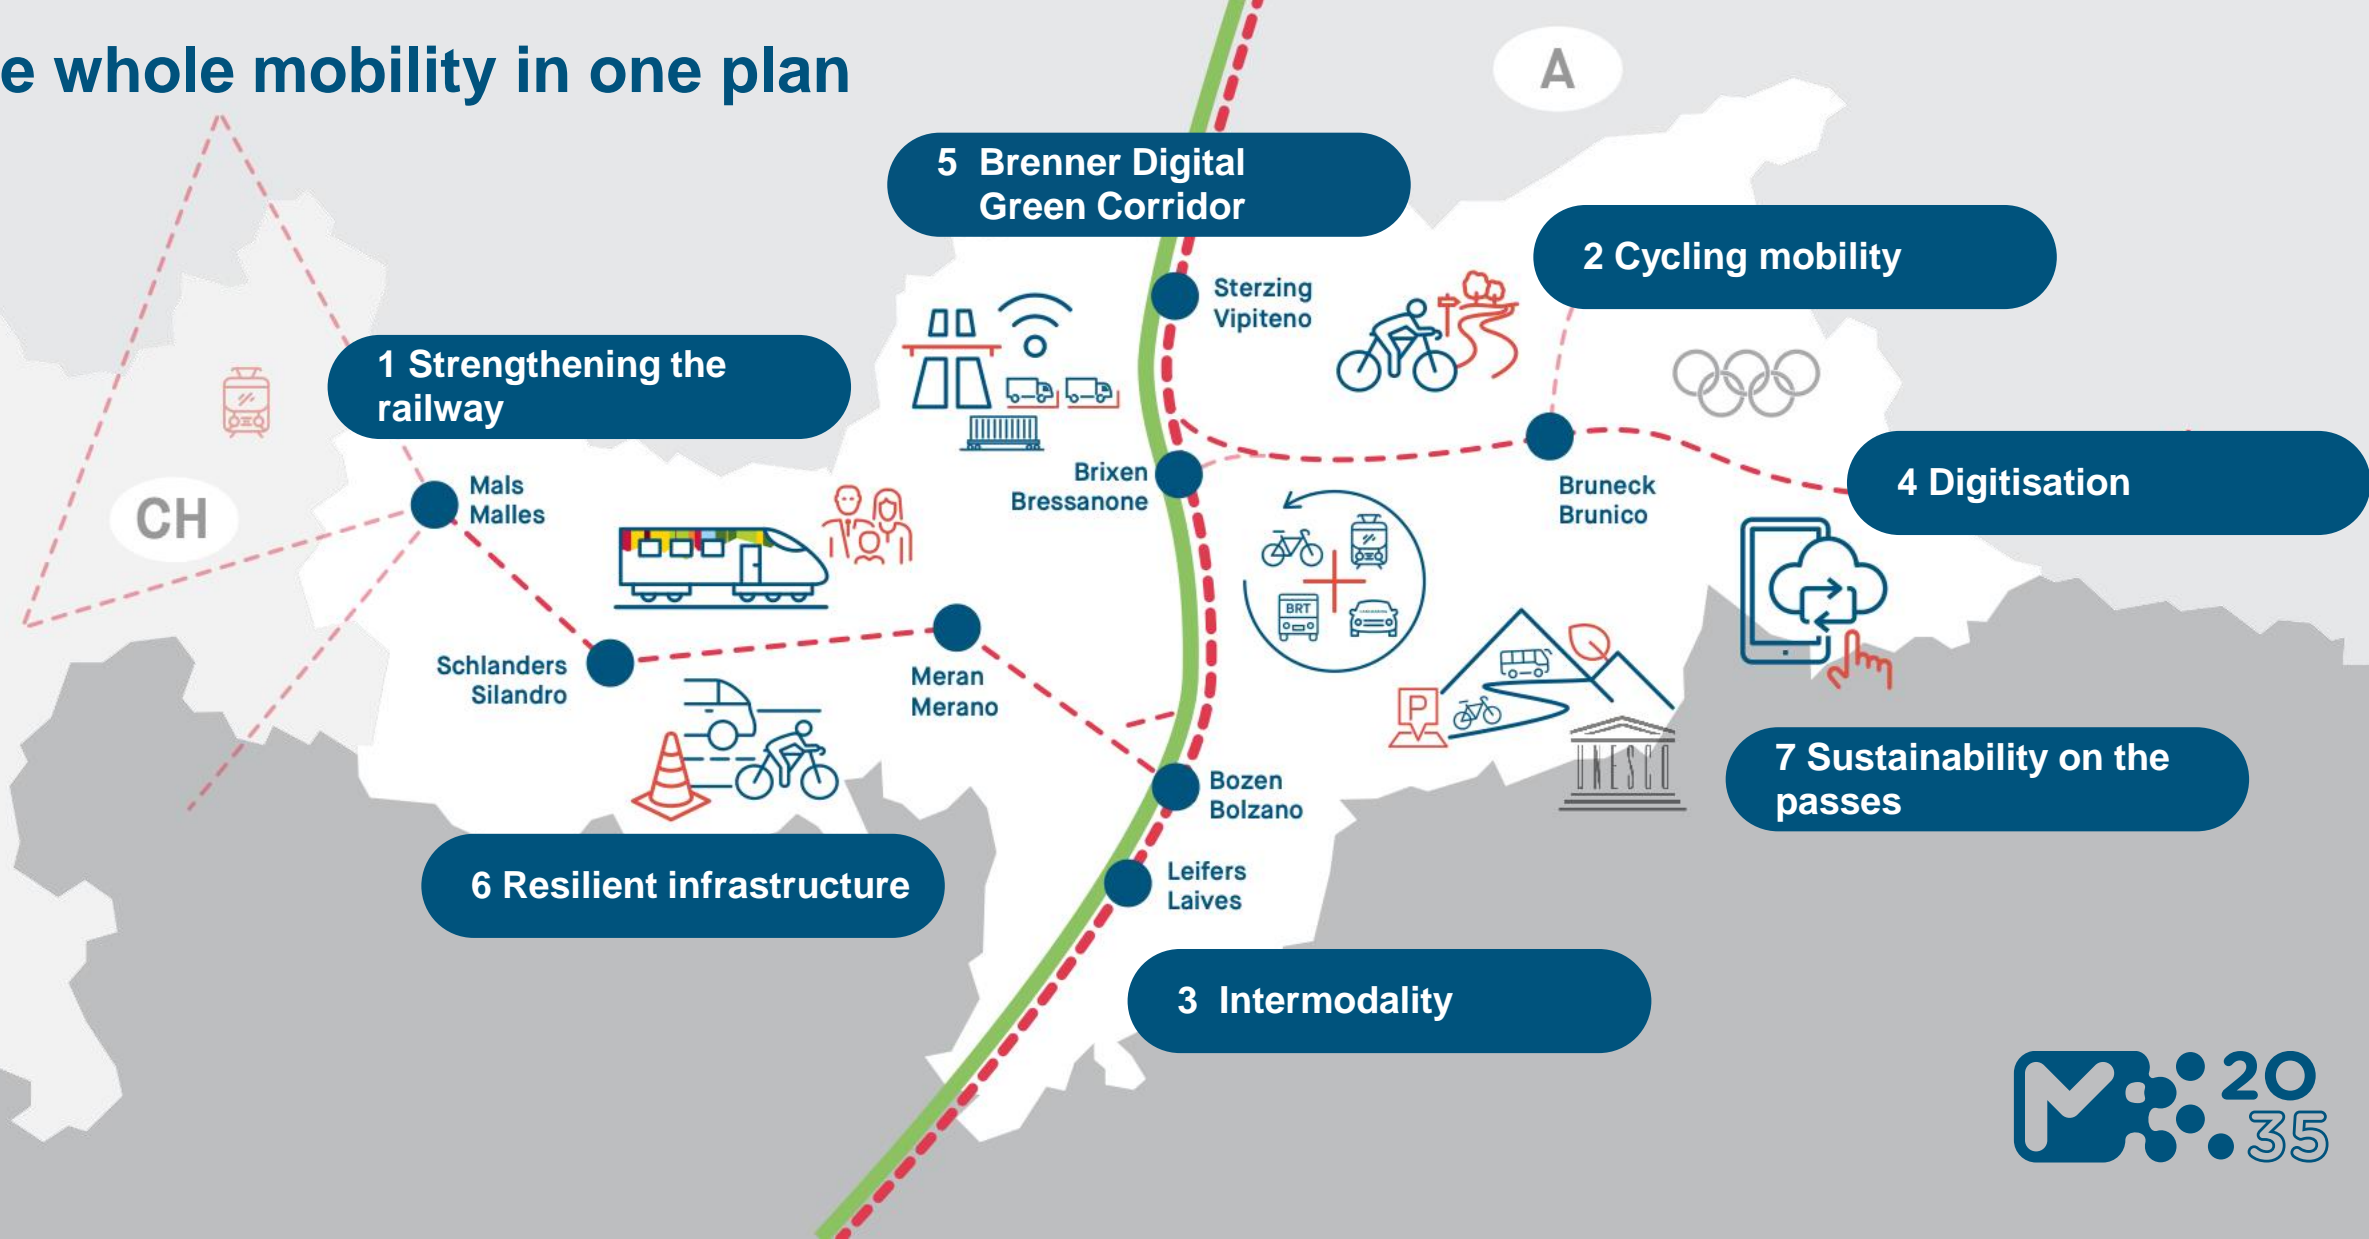 e whole mobility in one plan
A
5 Brenner Digital
Green Corridor
2 Cycling mobility
Sterzing
Vipiteno
1 Strengthening the
railway
4 Digitisation
Mals
Malles
CH
Brixen
Bressanone
Bruneck
Brunico
BRT
Schlanders
Silandro
Meran
Merano
P
UNESCO
7 Sustainability on the
passes
Bozen
Bolzano
6 Resilient infrastructure
Leifers
Laives
3 Intermodality
M
20
35